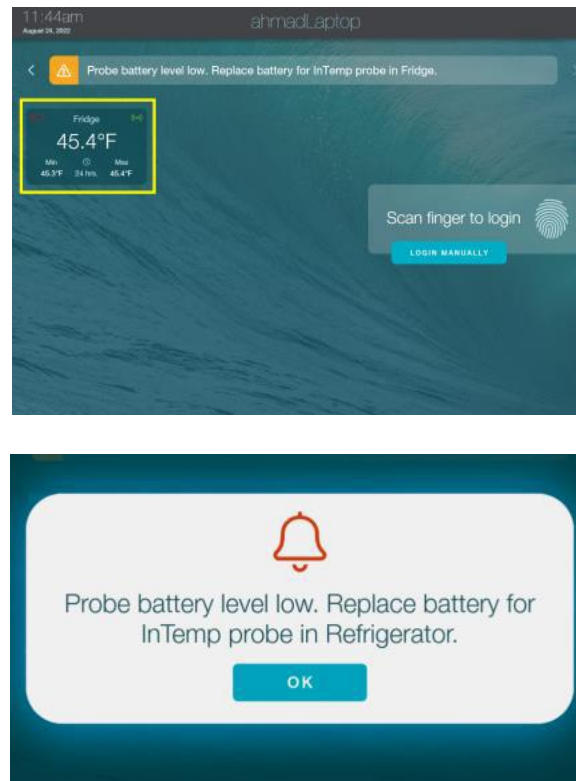 11:44am
ahmadLaptop
August 24, 2022
Probe battery level low. Replace battery for InTemp probe in Fridge.
Fridge
45.4°F
Min Max
45.3°F 24 hrs. 45.4°F
Scan finger to login
LOGIN MANUALLY
Probe battery level low. Replace battery for
InTemp probe in Refrigerator.
OK